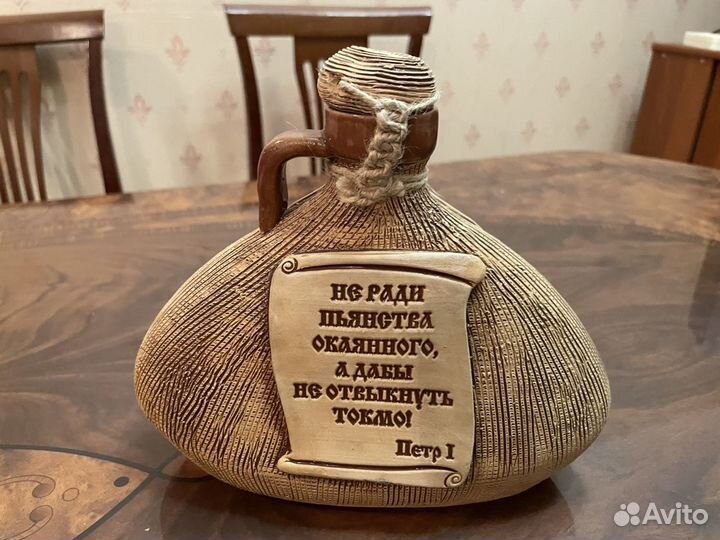 НЕ РАДИ
ПЬЯНСТВА
ОКАЯННОГО,
А ДАБЫ
НЕ ОТВЫКНУТЬ
ТОКМО!
Петр I
Avito